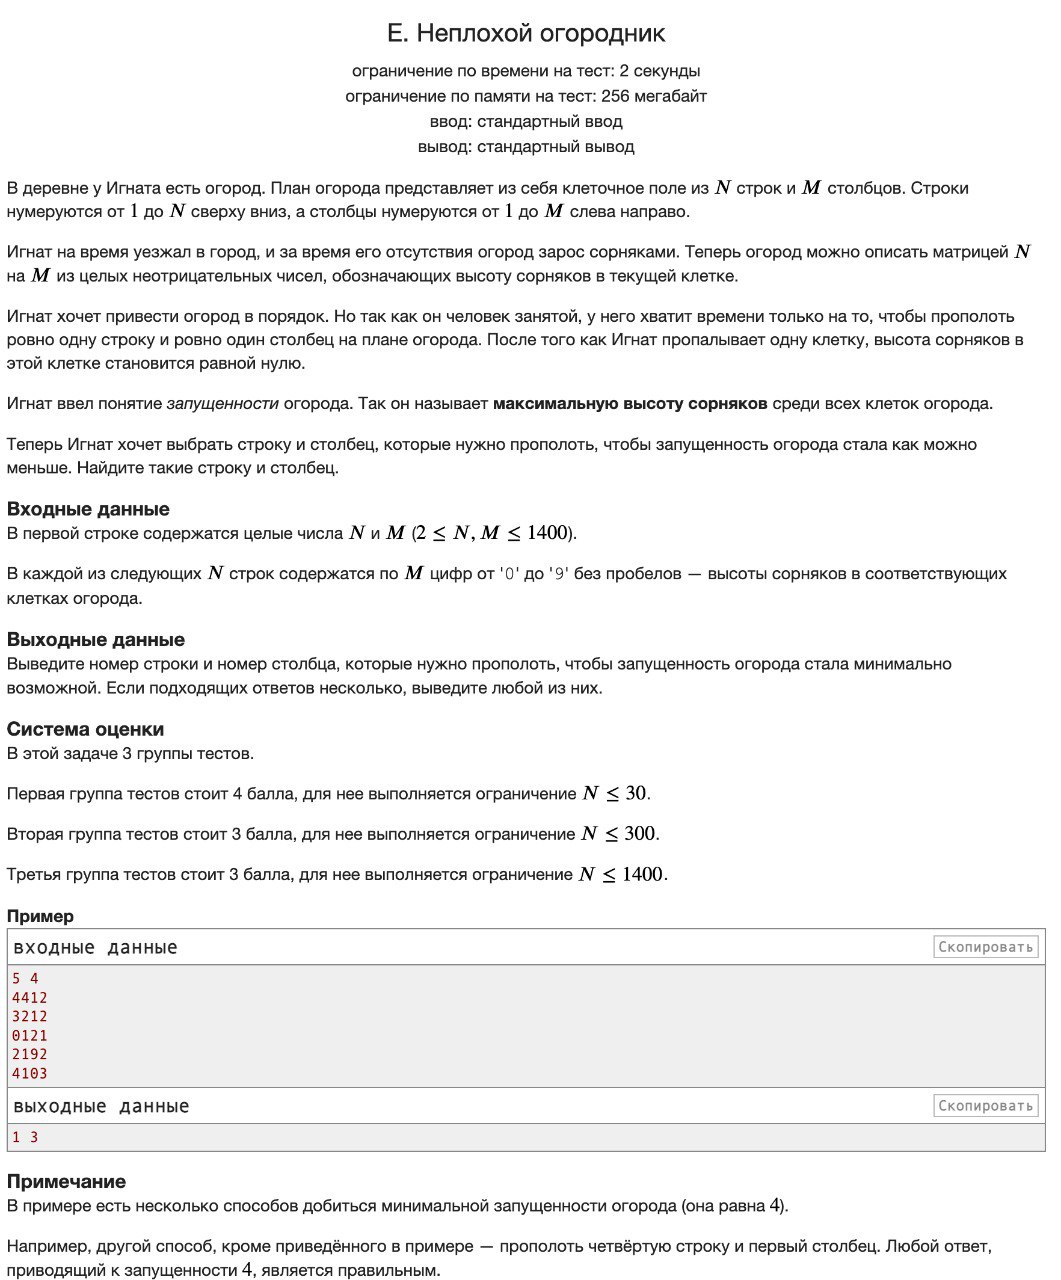 E. Неплохой огородник
ограничение по времени на тест: 2 секунды
ограничение по памяти на тест: 256 мегабайт
ввод: стандартный ввод
вывод: стандартный вывод
В деревне у Игната есть огород. План огорода представляет из себя клеточное поле из N строк и M столбцов. Строки
нумеруются от 1 до N сверху вниз, а столбцы нумеруются от 1 до M слева направо.
Игнат на время уезжал в город, и за время его отсутствия огород зарос сорняками. Теперь огород можно описать матрицей N
на M из целых неотрицательных чисел, обозначающих высоту сорняков в текущей клетке.
Игнат хочет привести огород в порядок. Но так как он человек занятой, у него хватит времени только на то, чтобы прополоть
ровно одну строку и ровно один столбец на плане огорода. После того как Игнат пропалывает одну клетку, высота сорняков в
этой клетке становится равной нулю.
Игнат ввел понятие запущенности огорода. Так он называет максимальную высоту сорняков среди всех клеток огорода.
Теперь Игнат хочет выбрать строку и столбец, которые нужно прополоть, чтобы запущенность огорода стала как можно
меньше. Найдите такие строку и столбец.
Входные данные
В первой строке содержатся целые числа N и M (2 ≤ N, M ≤ 1400).
В каждой из следующих N строк содержатся по M цифр от '0' до '9' без пробелов — высоты сорняков в соответствующих
клетках огорода.
Выходные данные
Выведите номер строки и номер столбца, которые нужно прополоть, чтобы запущенность огорода стала минимально
возможной. Если подходящих ответов несколько, выведите любой из них.
Система оценки
В этой задаче 3 группы тестов.
Первая группа тестов стоит 4 балла, для нее выполняется ограничение N ≤ 30.
Вторая группа тестов стоит 3 балла, для нее выполняется ограничение N ≤ 300.
Третья группа тестов стоит 3 балла, для нее выполняется ограничение N ≤ 1400.
Пример
входные данные Скопировать
5 4
4412
3212
0121
2192
4103
выходные данные Скопировать
1 3
Примечание
В примере есть несколько способов добиться минимальной запущенности огорода (она равна 4).
Например, другой способ, кроме приведённого в примере — прополоть четвёртую строку и первый столбец. Любой ответ,
приводящий к запущенности 4, является правильным.